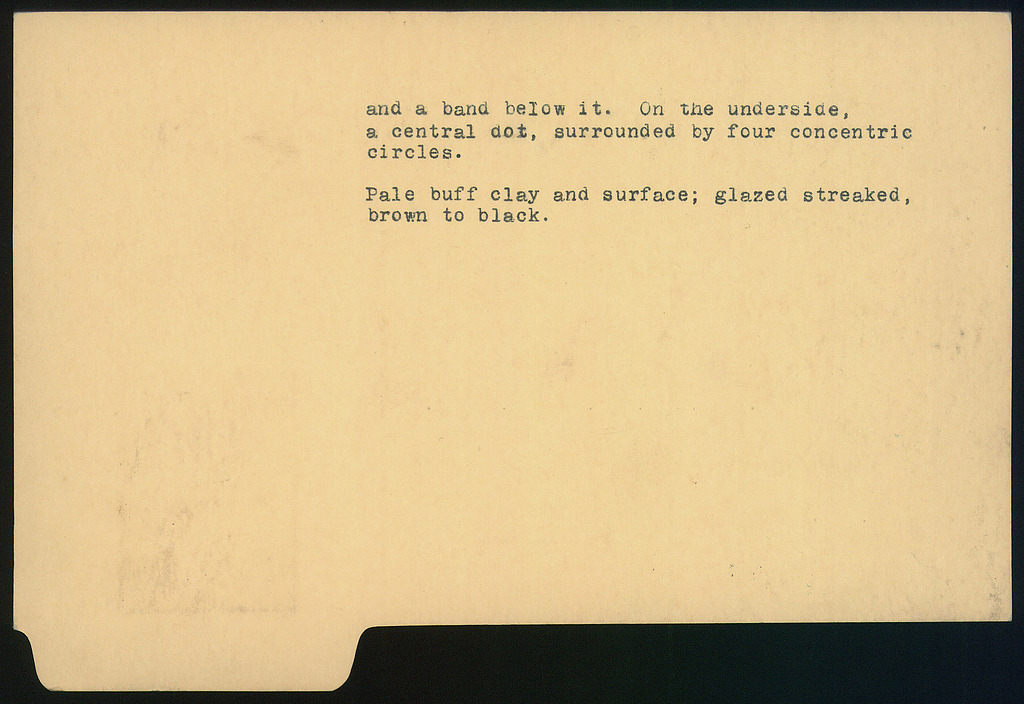 and a band below it. On the underside,
a central dot, surrounded by four concentric
circles.
Pale buff clay and surface; glazed streaked,
brown to black.